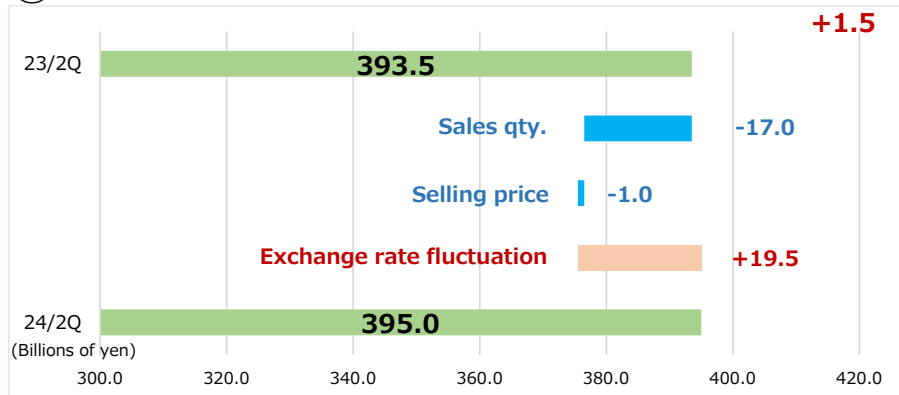 +1.5
23/2Q 393.5
Sales qty. -17.0
Selling price -1.0
Exchange rate fluctuation +19.5
24/2Q 395.0
(Billions of yen)
300.0 320.0 340.0 360.0 380.0 400.0 420.0